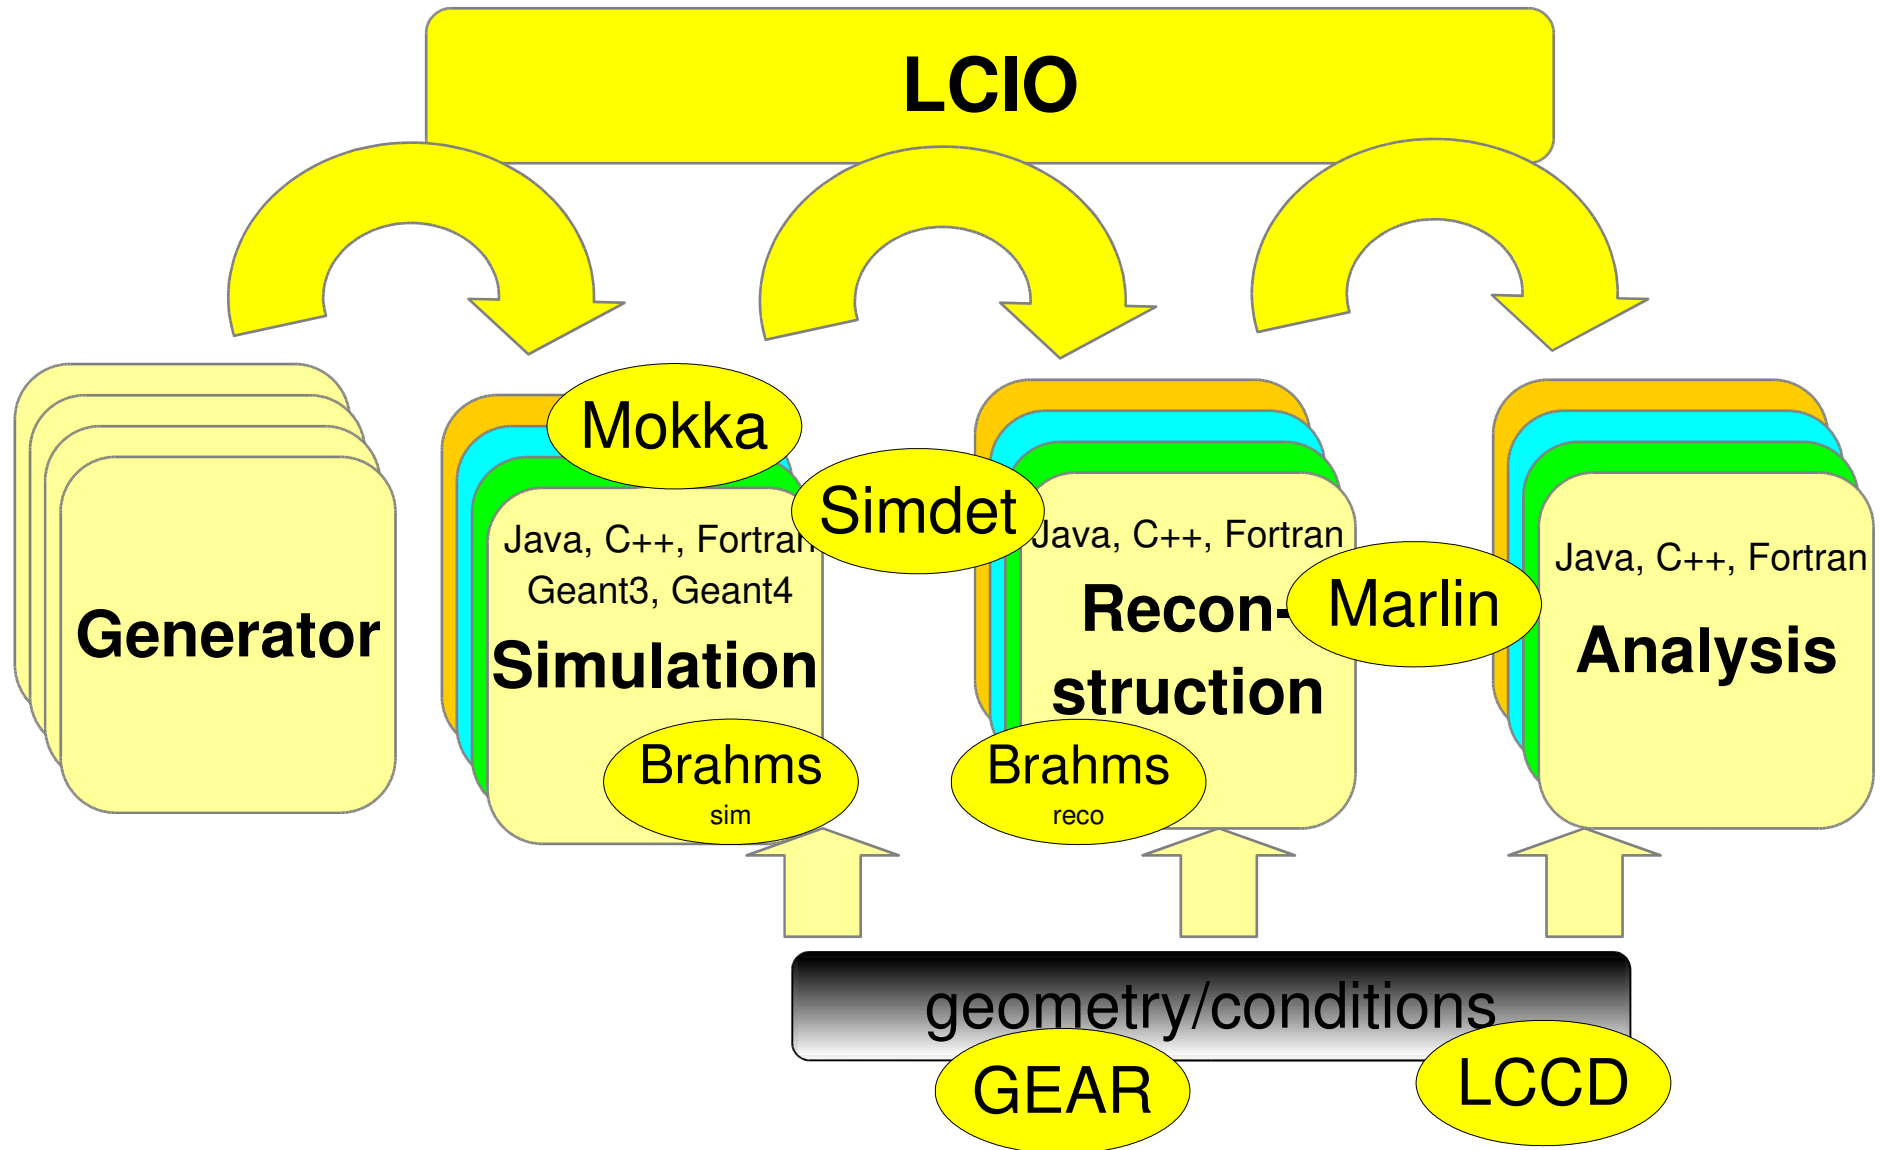 LCIO
Mokka
Simdet
Java, C++, Fortran
Geant3, Geant4
Java, C++, Fortran
Java, C++, Fortran
Generator
Simulation
Recon-
struction
Marlin
Analysis
Brahms
sim
Brahms
reco
geometry/conditions
GEAR
LCCD